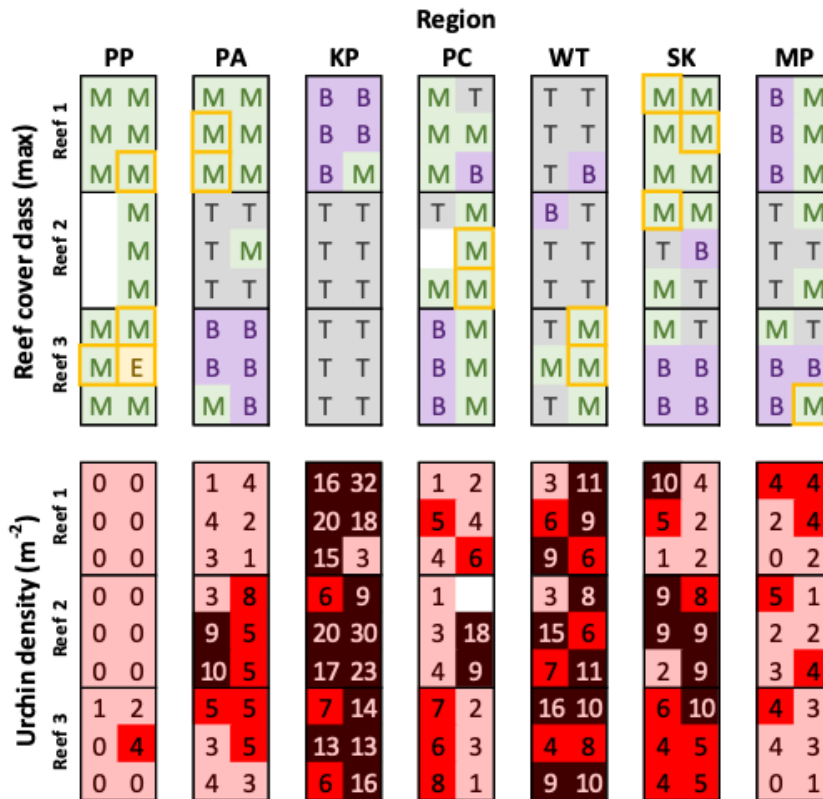 Region
PP PA KP PC WT SK MP
Reef cover class (max)
Reef 1
M M M M B B M T T T M M B M
M M M M B B M M T T M M B M
M M M M B M M B T B M M B M
Reef 2
M T T T T T M B T M M T M
M T M T T M T T T B T T
M T T T T M M T T M T T M
Reef 3
M M B B T T B M T M M T M T
M E B B T T B M M M B B B B
M M M B T T B M T M B B B M
Urchin density (m-2)
Reef 1
0 0 1 4 16 32 1 2 3 11 10 4 4 4
0 0 4 2 20 18 5 4 6 9 5 2 2 4
0 0 3 1 15 3 4 6 9 6 1 2 0 2
Reef 2
0 0 3 8 6 9 1 3 8 9 8 5 1
0 0 9 5 20 30 3 18 15 6 9 9 2 2
0 0 10 5 17 23 4 9 7 11 2 9 3 4
Reef 3
1 2 5 5 7 14 7 2 16 10 6 10 4 3
0 4 3 5 13 13 6 3 4 8 4 5 4 3
0 0 4 3 6 16 8 1 9 10 4 5 0 1